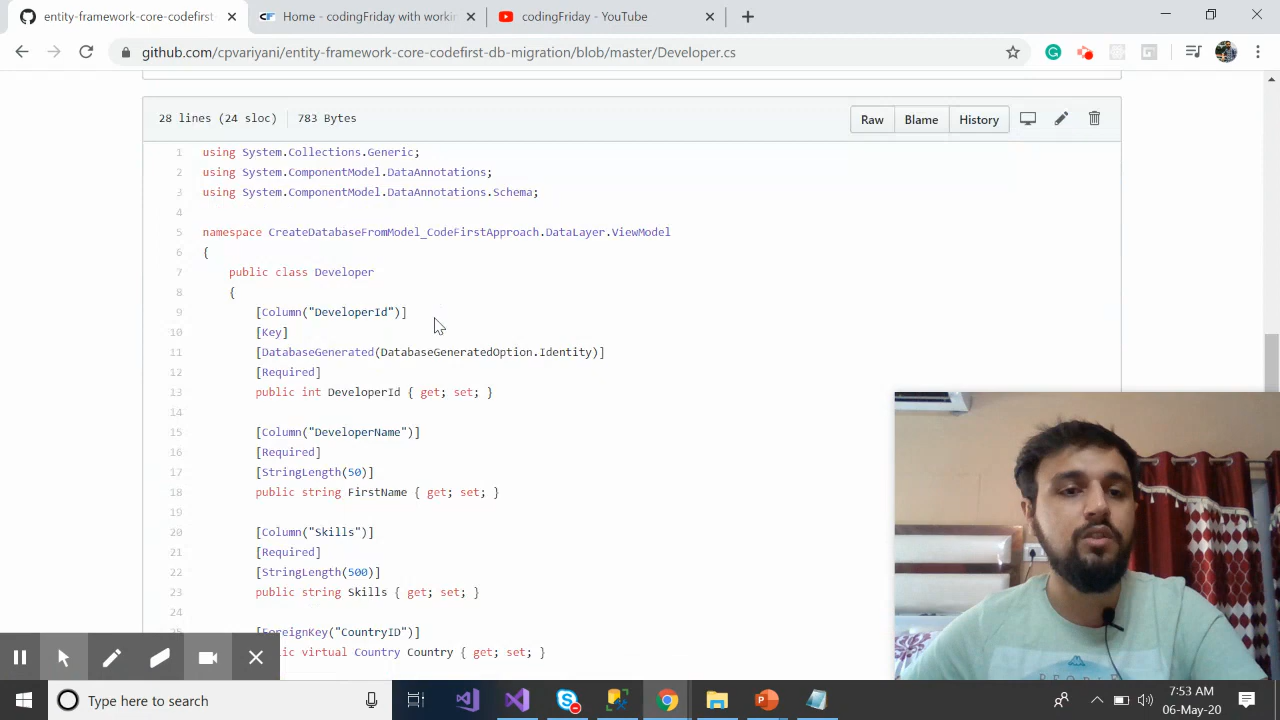 entity-framework-core-codefirst-
Home - codingFriday with workin
codingFriday - YouTube
github.com/cpvariyani/entity-framework-core-codefirst-db-migration/blob/master/Developer.cs
28 lines (24 sloc) 783 Bytes
Raw Blame History
1 using System.Collections.Generic;
2 using System.ComponentModel.DataAnnotations;
3 using System.ComponentModel.DataAnnotations.Schema;
4
5 namespace CreateDatabaseFromModel_CodeFirstApproach.DataLayer.ViewModel
6 {
7 public class Developer
8 {
9 [Column("DeveloperId")]
10 [Key]
11 [DatabaseGenerated(DatabaseGeneratedOption.Identity)]
12 [Required]
13 public int DeveloperId { get; set; }
14
15 [Column("DeveloperName")]
16 [Required]
17 [StringLength(50)]
18 public string FirstName { get; set; }
19
20 [Column("Skills")]
21 [Required]
22 [StringLength(500)]
23 public string Skills { get; set; }
24
[ForeignKey("CountryID")]
virtual Country Country { get; set; }
Type here to search
7:53 AM
06-May-20